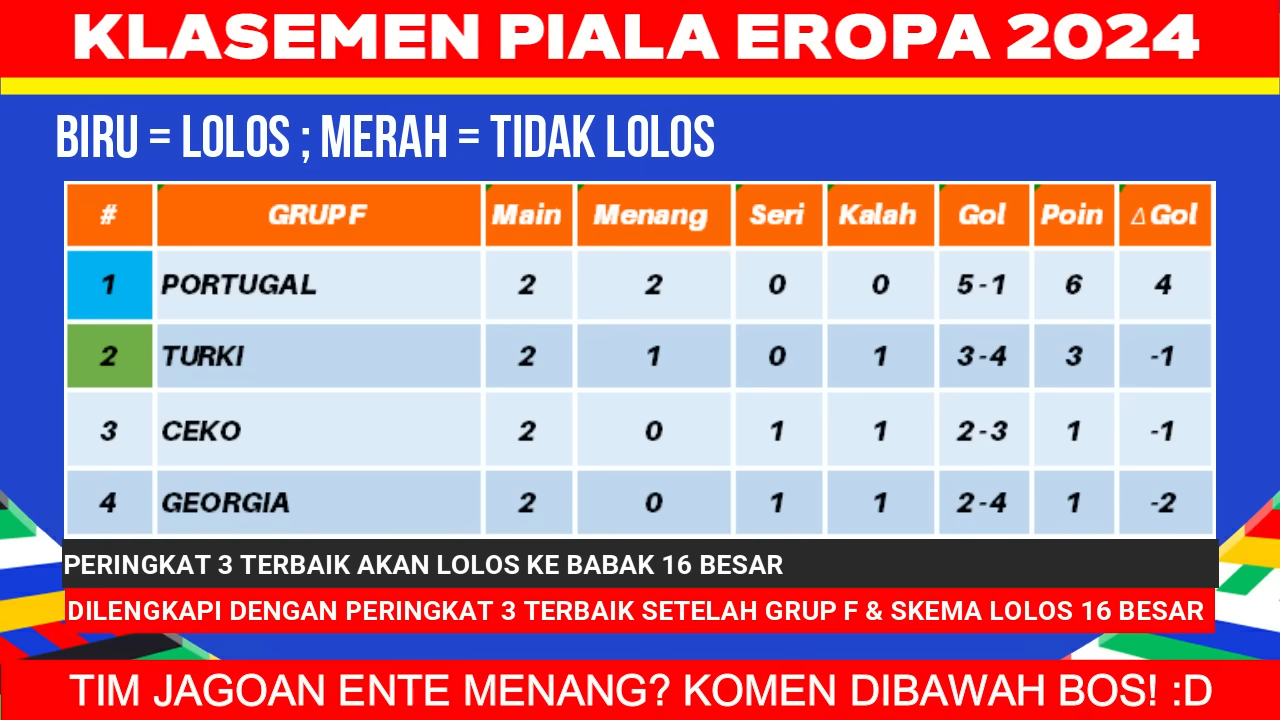 KLASEMEN PIALA EROPA 2024
BIRU = LOLOS ; MERAH = TIDAK LOLOS
# GRUP F Main Menang Seri Kalah Gol Poin △ Gol
1 PORTUGAL 2 2 0 0 5 - 1 6 4
2 TURKI 2 1 0 1 3 - 4 3 -1
3 CEKO 2 0 1 1 2 - 3 1 -1
4 GEORGIA 2 0 1 1 2 - 4 1 -2
PERINGKAT 3 TERBAIK AKAN LOLOS KE BABAK 16 BESAR
DILENGKAPI DENGAN PERINGKAT 3 TERBAIK SETELAH GRUP F & SKEMA LOLOS 16 BESAR
TIM JAGOAN ENTE MENANG? KOMEN DIBAWAH BOS! :D